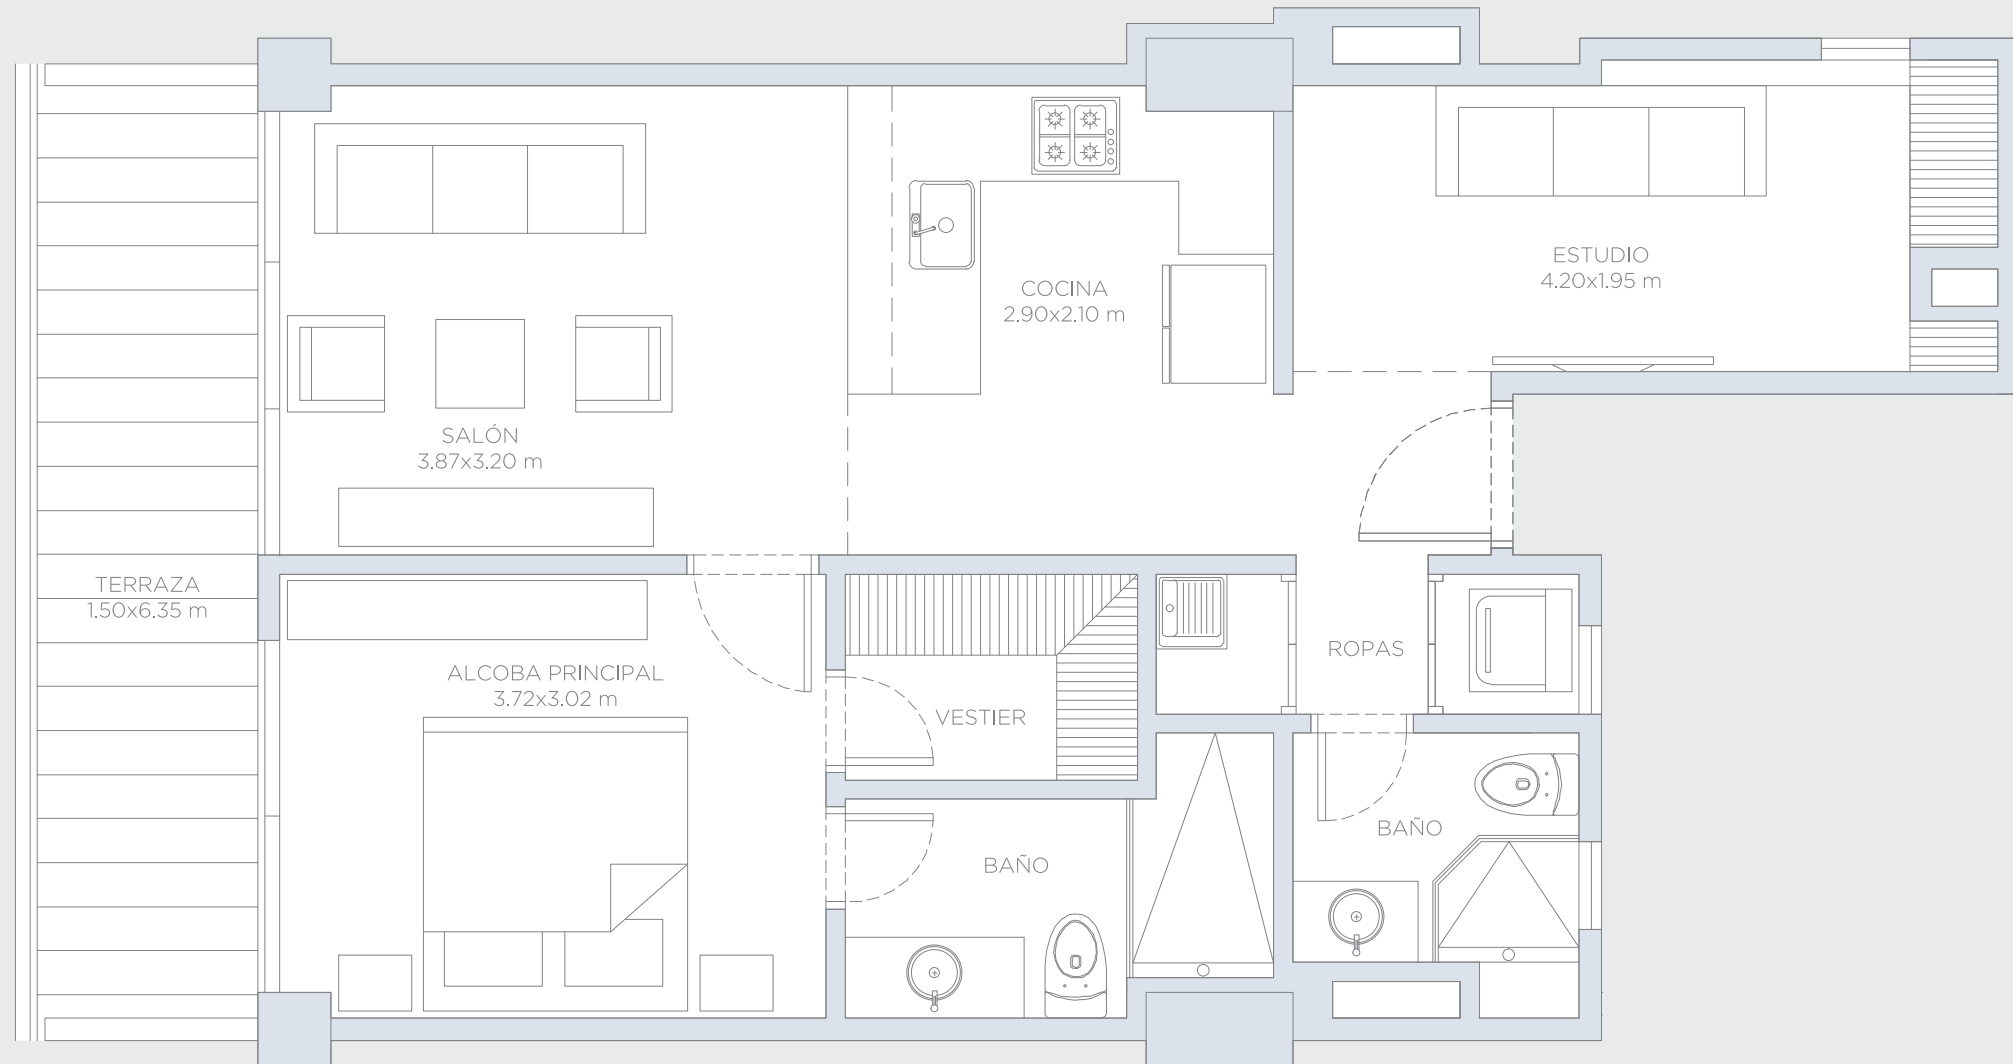 ESTUDIO
4.20x1.95 m
COCINA
2.90x2.10 m
SALÓN
3.87x3.20 m
TERRAZA
1.50x6.35 m
ROPAS
ALCOBA PRINCIPAL
3.72x3.02 m
VESTIER
BAÑO
BAÑO